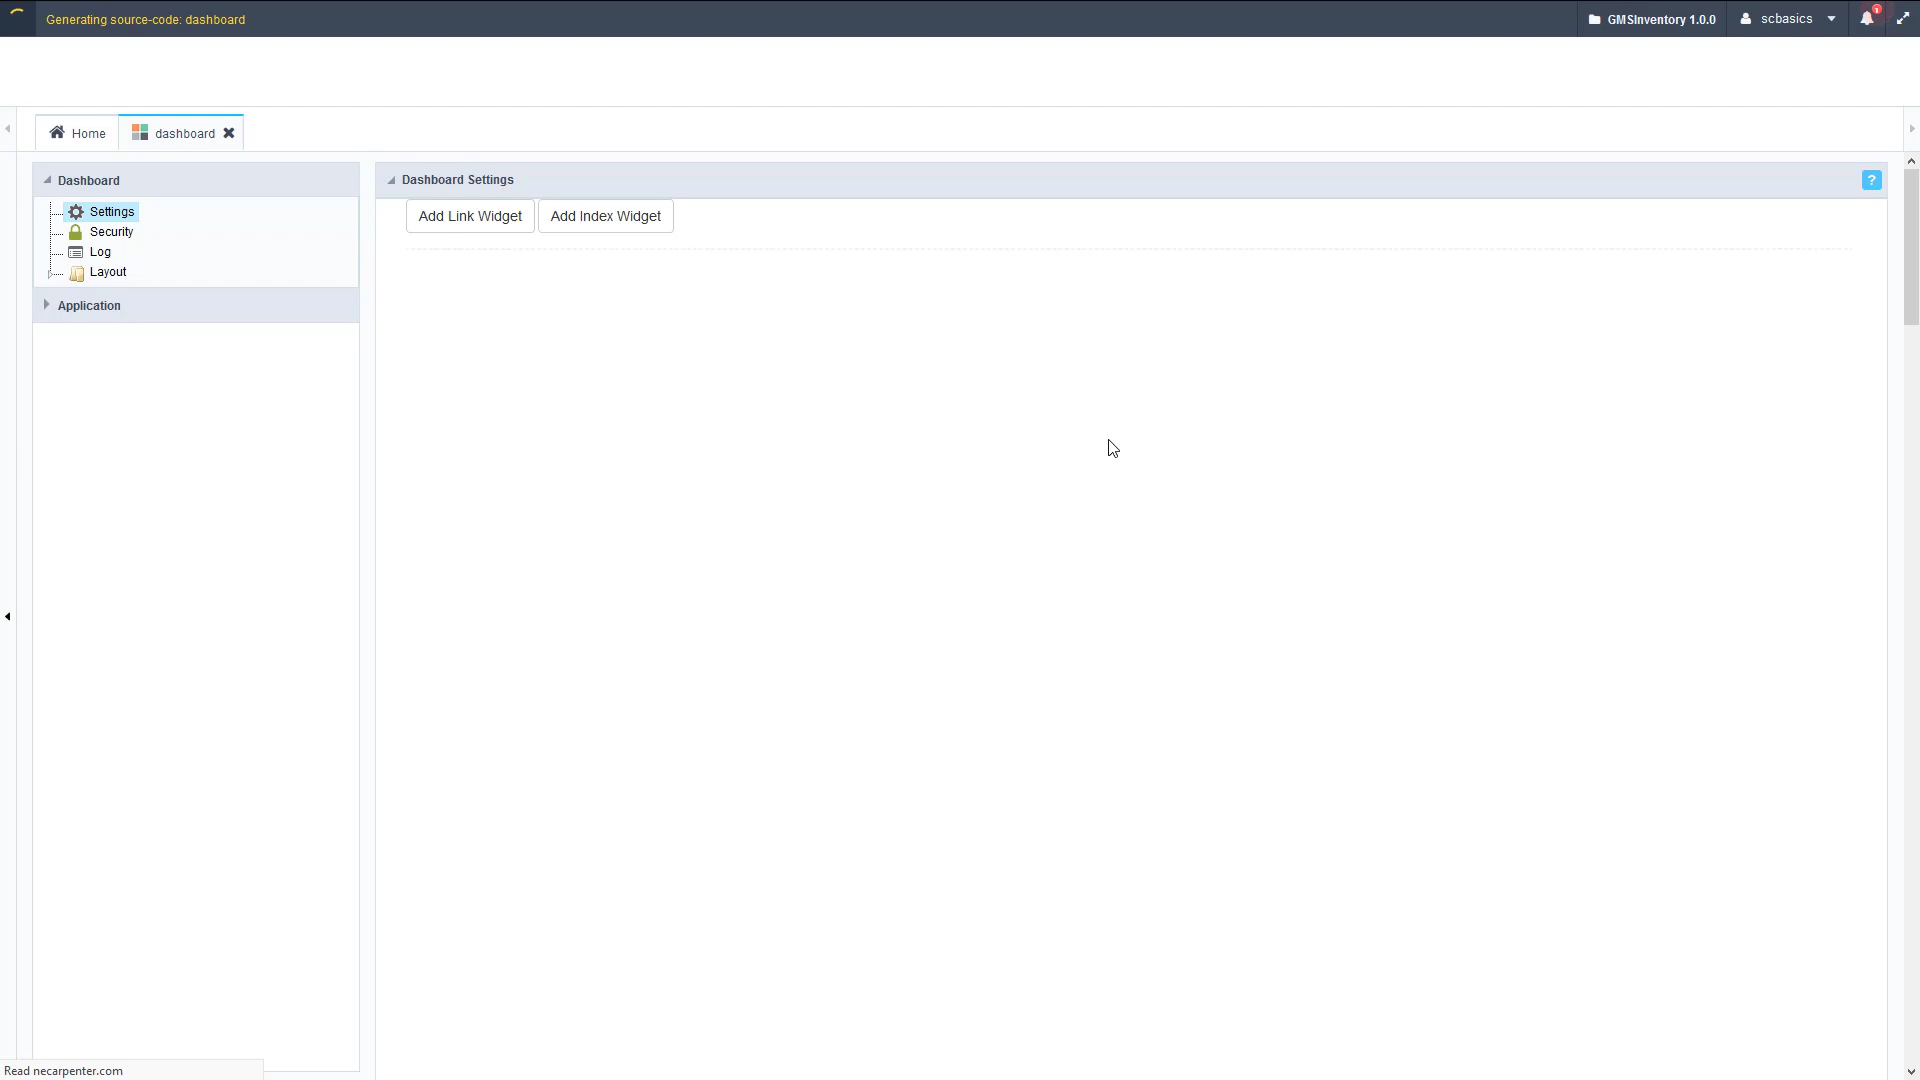 Generating source-code: dashboard
GMSInventory 1.0.0
scbasics
1
Home
dashboard
Dashboard
Settings
Security
Log
Layout
Application
Dashboard Settings
?
Add Link Widget
Add Index Widget
Read necarpenter.com